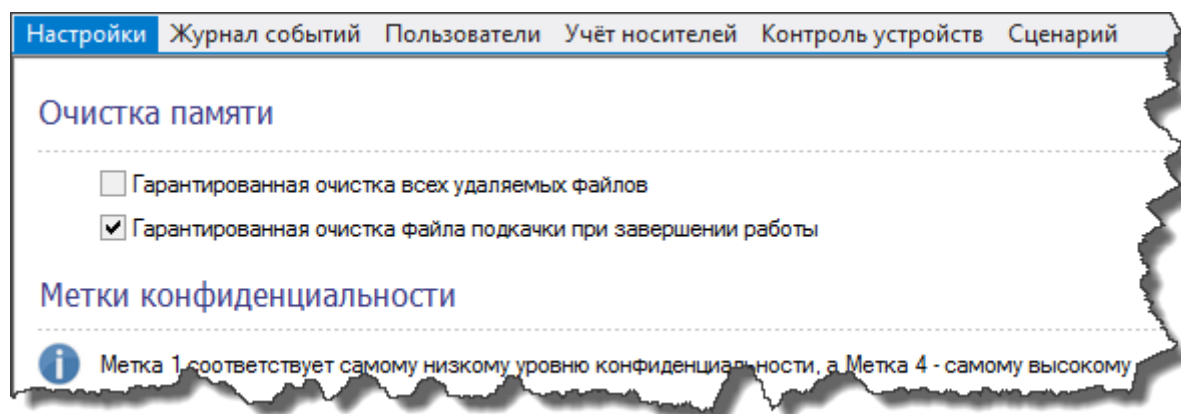 Настройки Журнал событий Пользователи Учёт носителей Контроль устройств Сценарий
Очистка памяти
Гарантированная очистка всех удаляемых файлов
Гарантированная очистка файла подкачки при завершении работы
Метки конфиденциальности
Метка 1 соответствует самому низкому уровню конфиденциальности, а Метка 4 - самому высокому